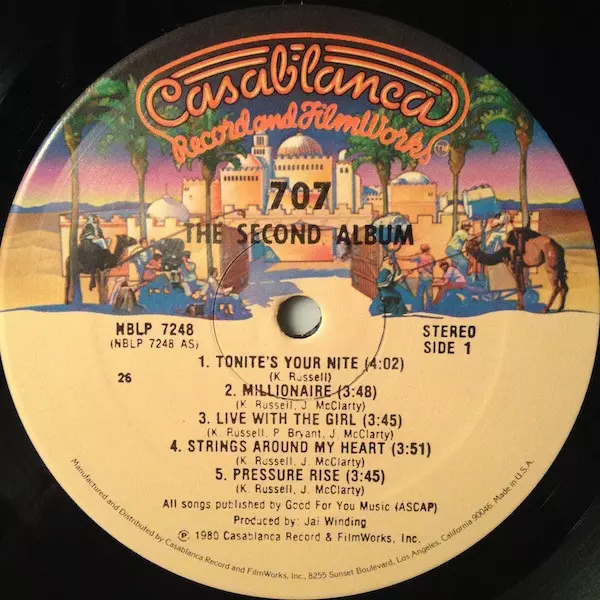 Casablanca
Record and FilmWorks
TM
707
THE SECOND ALBUM
NBLP 7248
(NBLP 7248 AS)
STEREO
SIDE 1
26
1. TONITE'S YOUR NITE (4:02)
(K. Russell)
2. MILLIONAIRE (3:48)
(K. Russell, J. McClarty)
3. LIVE WITH THE GIRL (3:45)
(K. Russell, P. Bryant, J. McClarty)
4. STRINGS AROUND MY HEART (3:51)
(K. Russell, J. McClarty)
5. PRESSURE RISE (3:45)
(K. Russell, J. McClarty)
All songs published by Good For You Music (ASCAP)
Produced by: Jai Winding
℗ 1980 Casablanca Record & FilmWorks, Inc.
Manufactured and Distributed by Casablanca Record and FilmWorks, Inc., 8255 Sunset Boulevard, Los Angeles, California 90046. Made in U.S.A.